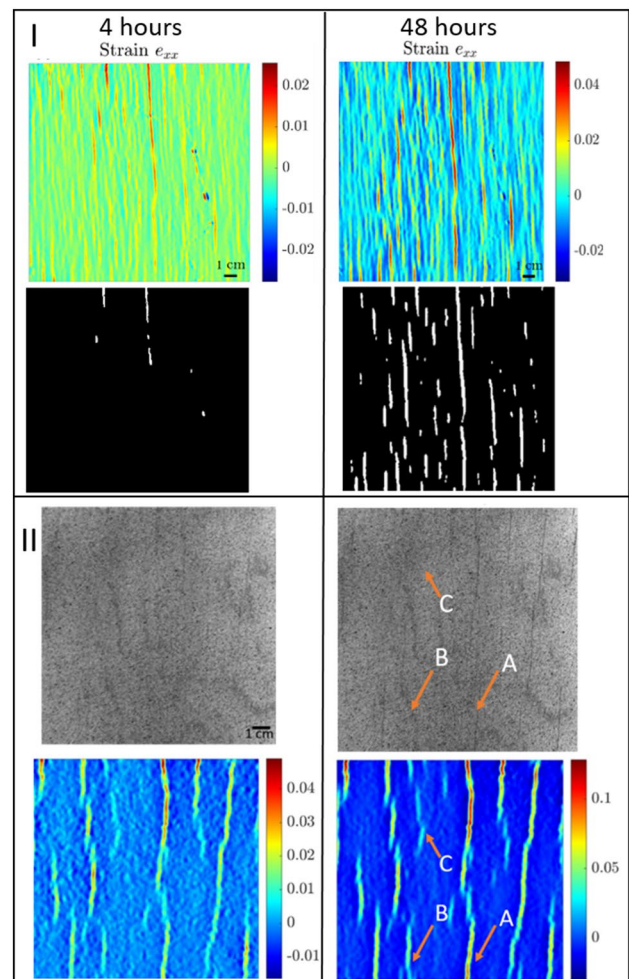 I
4 hours
Strain e_xx
0.02
0.01
0
-0.01
-0.02
1 cm
48 hours
Strain e_xx
0.04
0.02
0
-0.02
1 cm
II
1 cm
C
B
A
0.04
0.03
0.02
0.01
0
-0.01
C
B
A
0.1
0.05
0